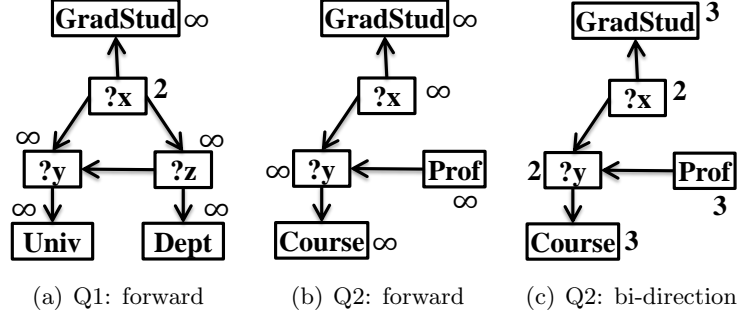 GradStud ∞
?x 2
∞ ∞
?y ?z
∞ ∞
Univ Dept
(a) Q1: forward
GradStud ∞
?x ∞
∞ ?y Prof
∞
Course ∞
(b) Q2: forward
GradStud 3
?x 2
2 ?y Prof
3
Course 3
(c) Q2: bi-direction